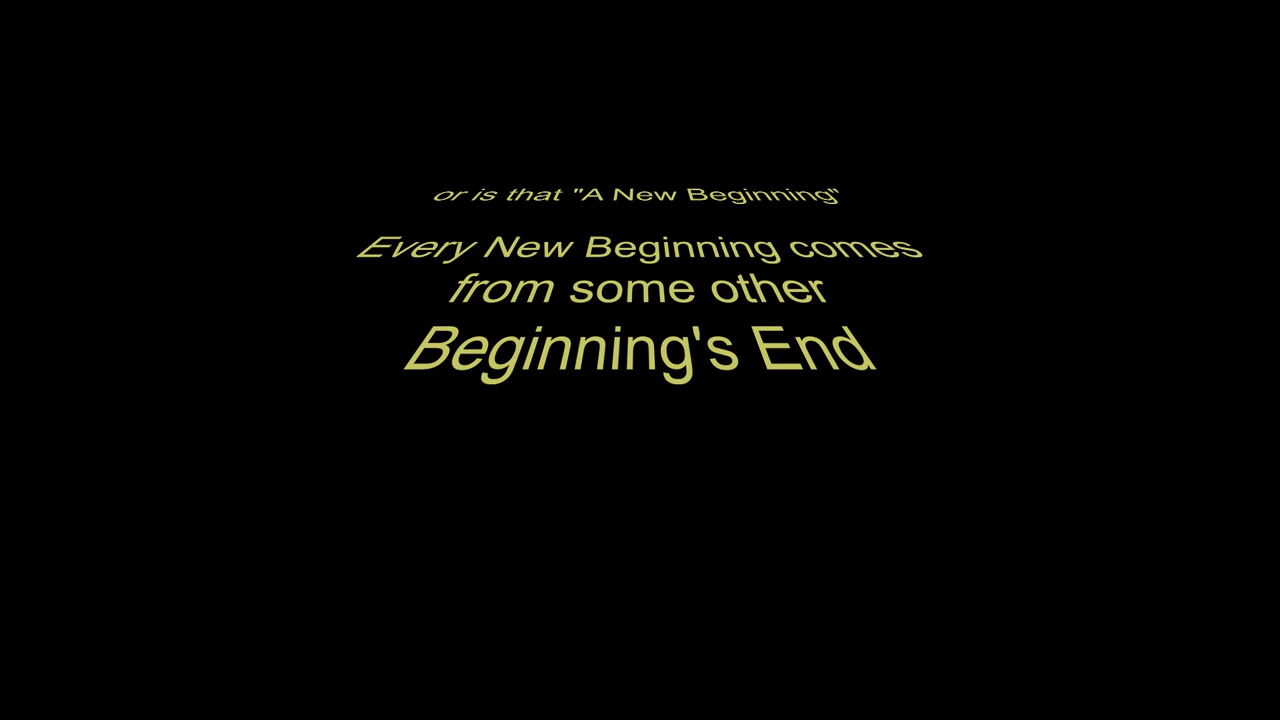 or is that "A New Beginning"
Every New Beginning comes
from some other
Beginning's End